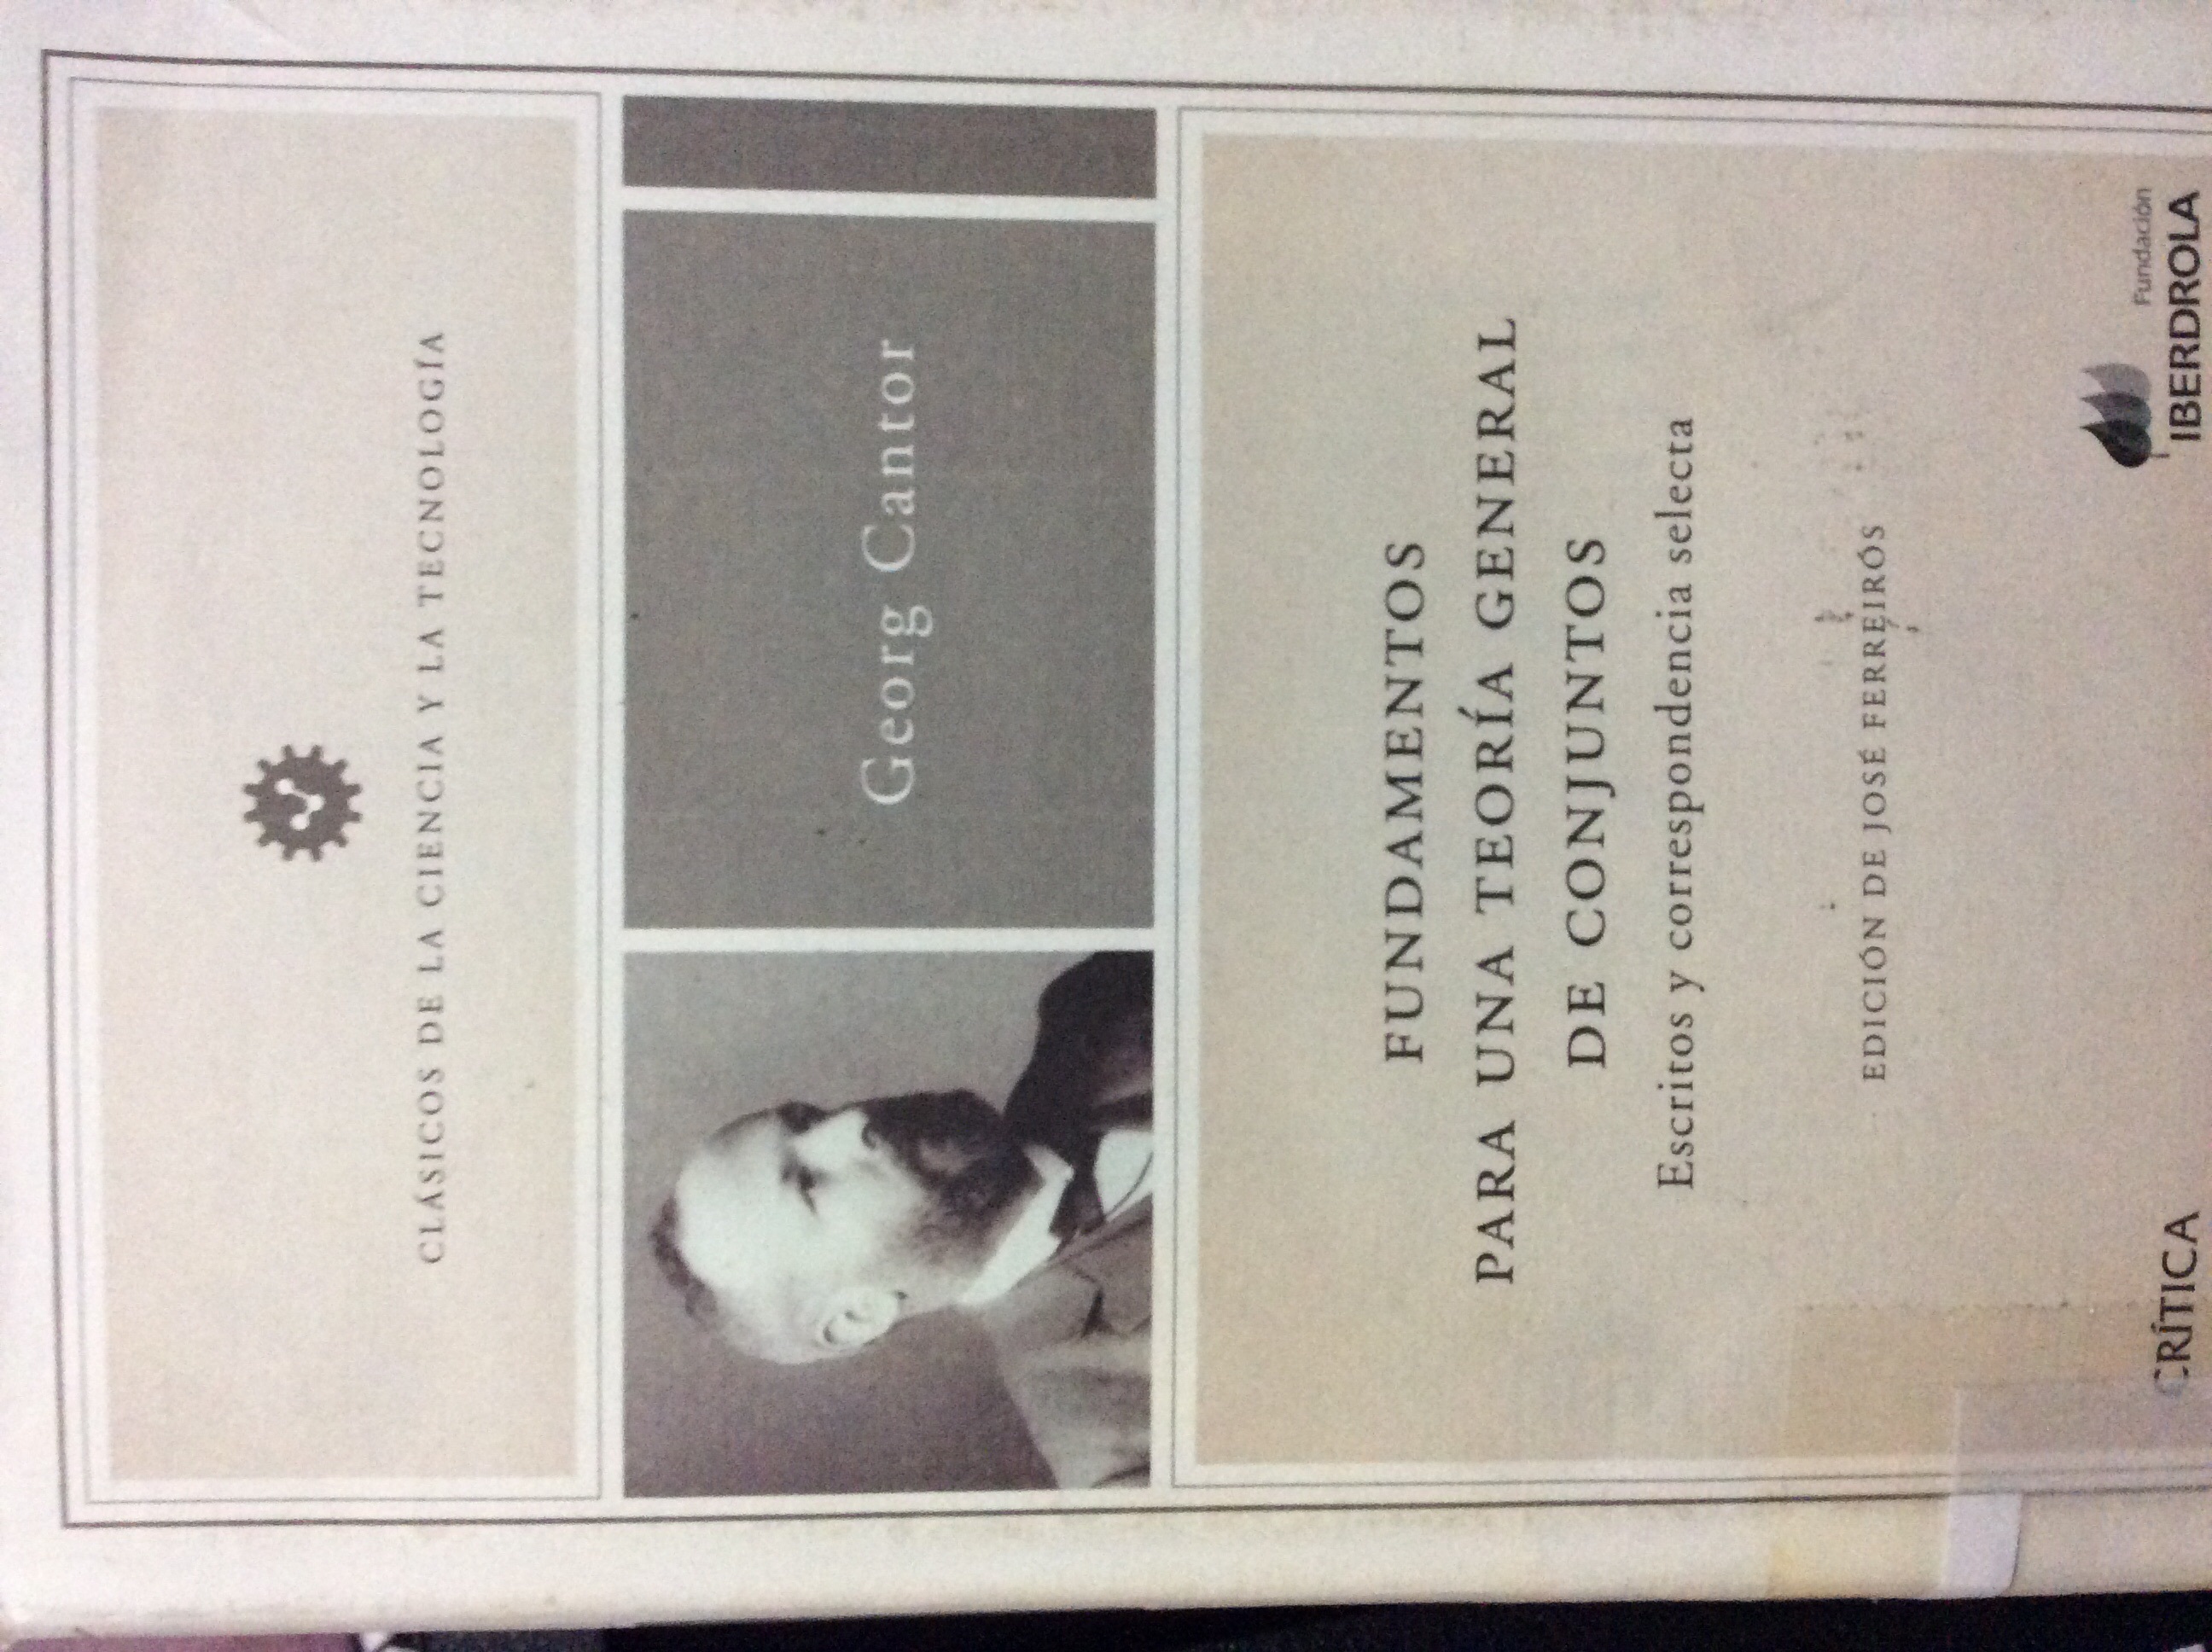 CLÁSICOS DE LA CIENCIA Y LA TECNOLOGÍA
Georg Cantor
FUNDAMENTOS
PARA UNA TEORÍA GENERAL
DE CONJUNTOS
Escritos y correspondencia selecta
EDICIÓN DE JOSÉ FERREIRÓS
CRÍTICA
Fundación
IBERDROLA